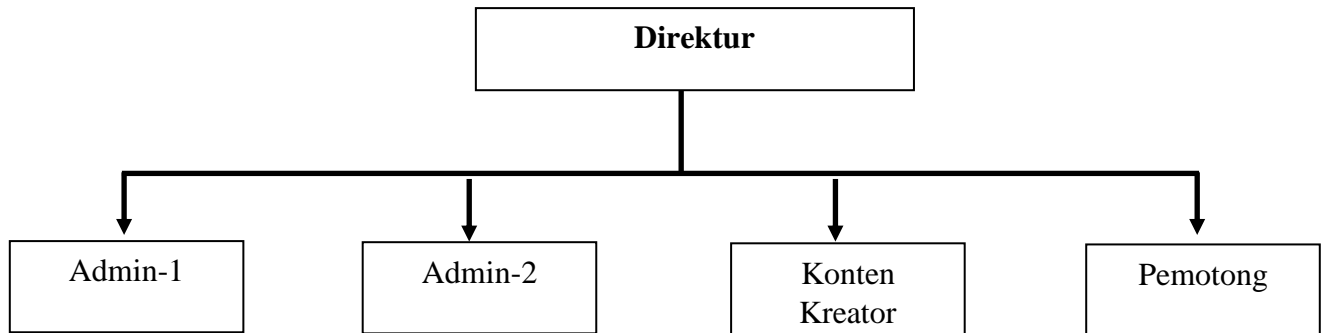 Direktur
Admin-1
Admin-2
Konten
Kreator
Pemotong